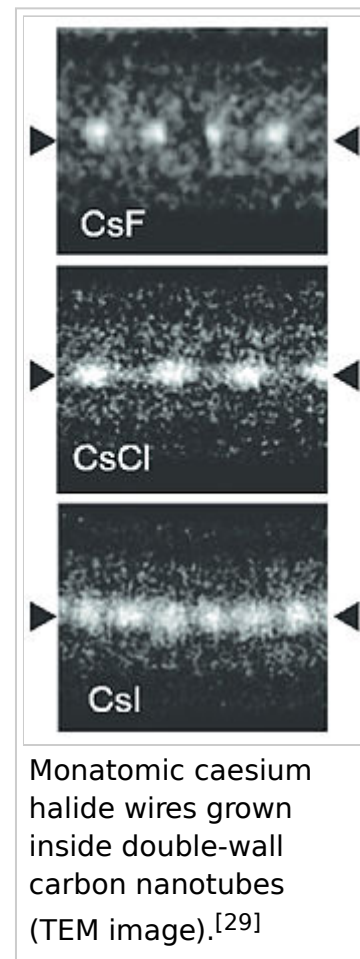 CsF
CsCl
CsI
Monatomic caesium
halide wires grown
inside double-wall
carbon nanotubes
(TEM image).[29]